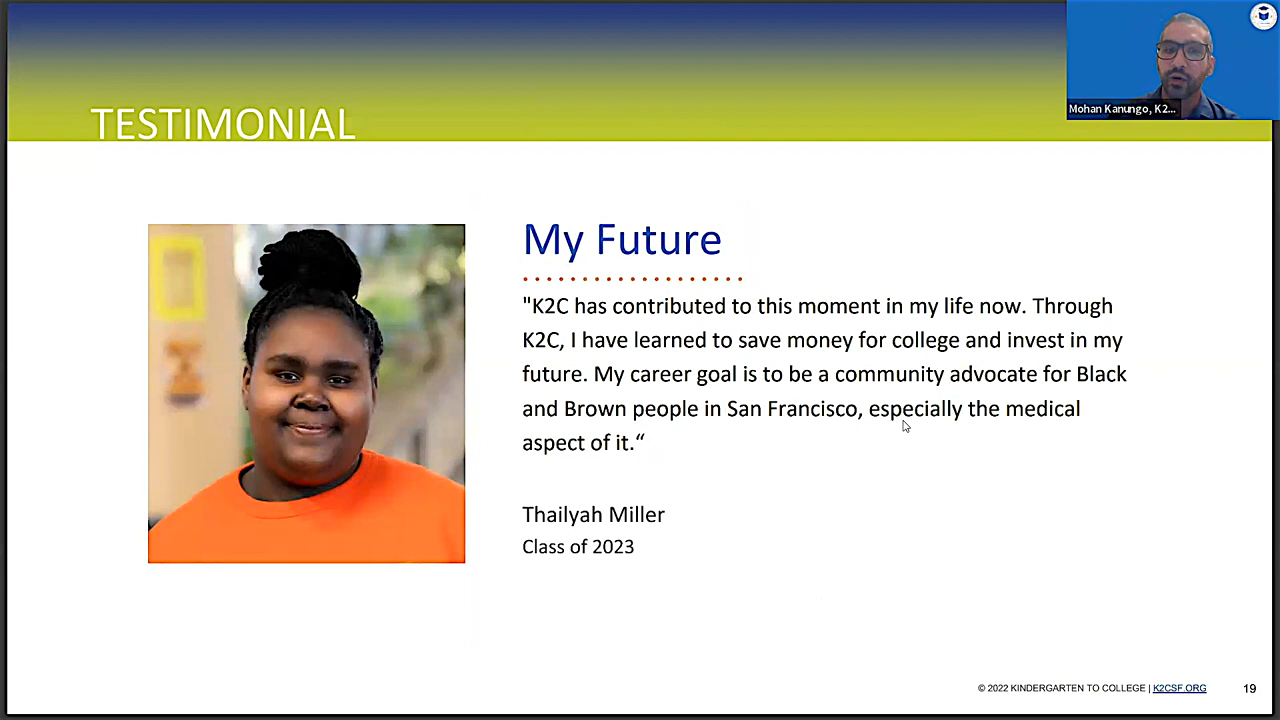 TESTIMONIAL
Mohan Kanungo, K2...
My Future
"K2C has contributed to this moment in my life now. Through
K2C, I have learned to save money for college and invest in my
future. My career goal is to be a community advocate for Black
and Brown people in San Francisco, especially the medical
aspect of it.“
Thailyah Miller
Class of 2023
© 2022 KINDERGARTEN TO COLLEGE | K2CSF.ORG
19